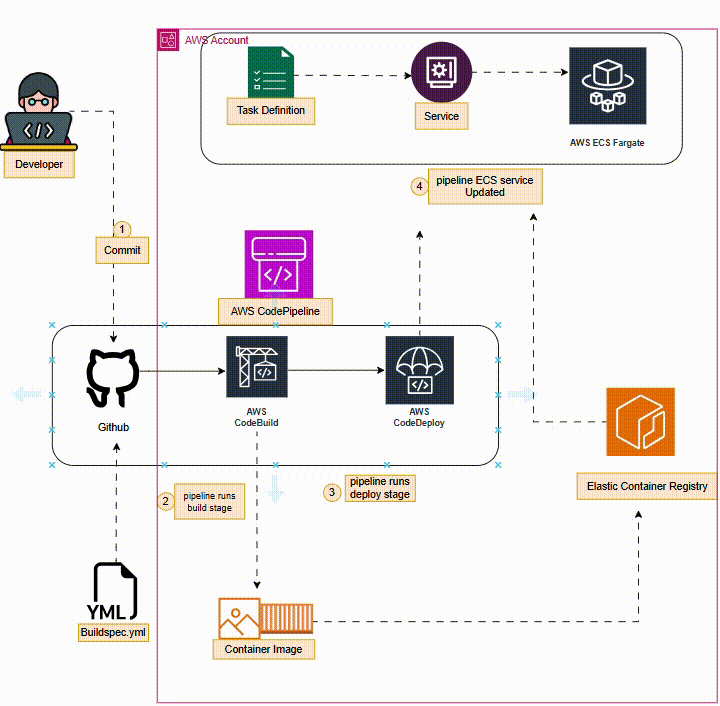 AWS Account
Task Definition
Service
AWS ECS Fargate
Developer
4
pipeline ECS service
Updated
1
Commit
AWS CodePipeline
Github
AWS
CodeBuild
AWS
CodeDeploy
Elastic Container Registry
2
pipeline runs
build stage
3
pipeline runs
deploy stage
YML
Buildspec.yml
Container Image